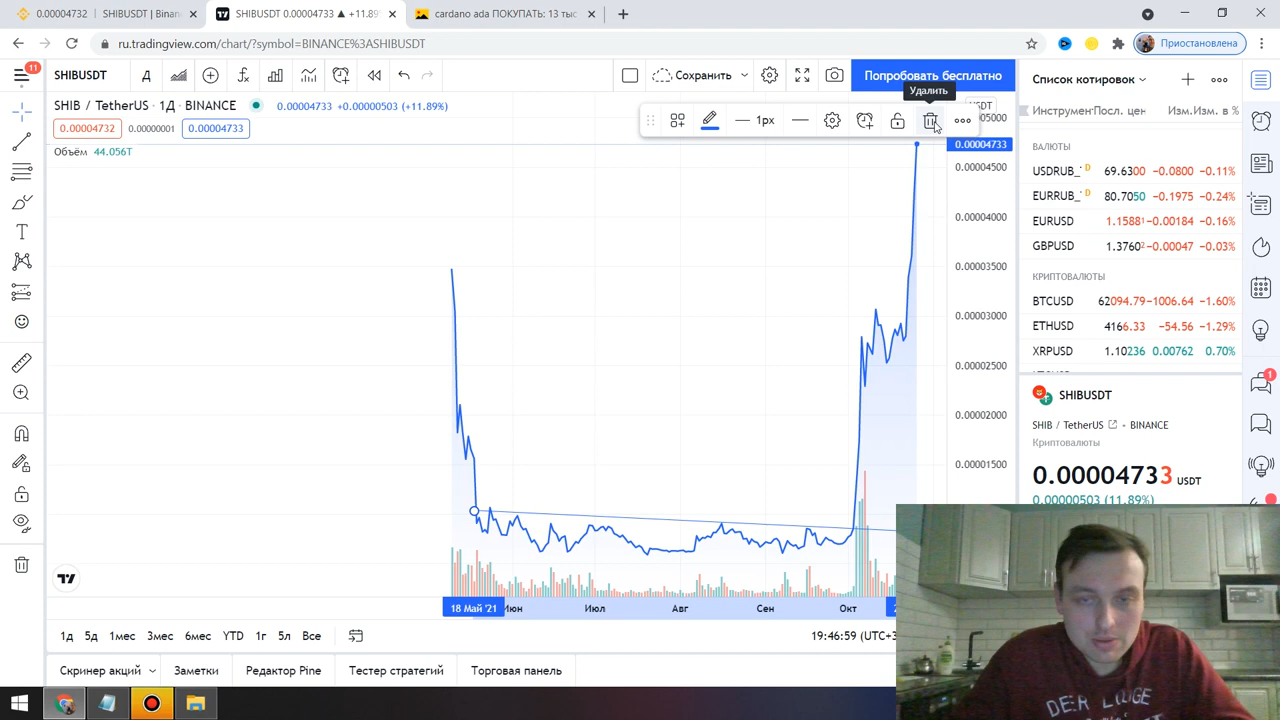 0.00004732 | SHIBUSDT | Binan
SHIBUSDT 0.00004733 ▲ +11.89%
cardano ada ПОКУПАТЬ: 13 тыс
ru.tradingview.com/chart/?symbol=BINANCE%3ASHIBUSDT
Приостановлена
11
SHIBUSDT
Д
Сохранить
Попробовать бесплатно
Удалить
Список котировок
SHIB / TetherUS · 1Д · BINANCE
0.00004733 +0.00000503 (+11.89%)
USDT
Инструмент
Посл. цен
Изм.
Изм. в %
0.00004732
0.00000001
0.00004733
1px
5000
0.00004733
Объём 44.056T
ВАЛЮТЫ
0.00004500
USDRUB_ D 69.6300 −0.0800 −0.11%
EURRUB_ D 80.7050 −0.1975 −0.24%
0.00004000
EURUSD 1.15881 −0.00184 −0.16%
GBPUSD 1.37602 −0.00047 −0.03%
0.00003500
КРИПТОВАЛЮТЫ
BTCUSD 62094.79 −1006.64 −1.60%
0.00003000
ETHUSD 4166.33 −54.56 −1.29%
XRPUSD 1.10236 0.00762 0.70%
0.00002500
1
SHIBUSDT
0.00002000
SHIB / TetherUS - BINANCE
Криптовалюты
0.00001500
0.00004733 USDT
0.00000503 (11.89%)
18 Май '21
Июн
Июл
Авг
Сен
Окт
1д 5д 1мес 3мес 6мес YTD 1г 5л Все
19:46:59 (UTC+3
Скринер акций
Заметки
Редактор Pine
Тестер стратегий
Торговая панель